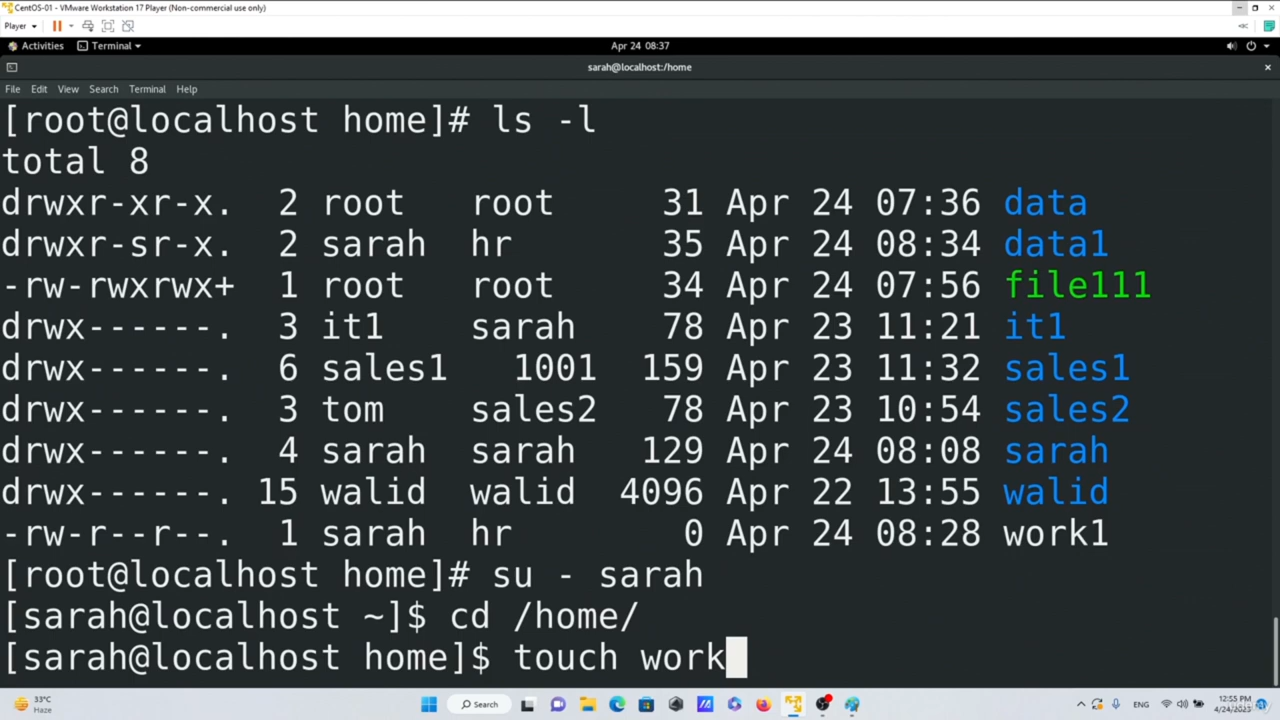 CentOS-01 - VMware Workstation 17 Player (Non-commercial use only)
Player
Activities Terminal Apr 24 08:37
sarah@localhost:/home
File Edit View Search Terminal Help
[root@localhost home]# ls -l
total 8
drwxr-xr-x. 2 root root 31 Apr 24 07:36 data
drwxr-sr-x. 2 sarah hr 35 Apr 24 08:34 data1
-rw-rwxrwx+ 1 root root 34 Apr 24 07:56 file111
drwx------. 3 it1 sarah 78 Apr 23 11:21 it1
drwx------. 6 sales1 1001 159 Apr 23 11:32 sales1
drwx------. 3 tom sales2 78 Apr 23 10:54 sales2
drwx------. 4 sarah sarah 129 Apr 24 08:08 sarah
drwx------. 15 walid walid 4096 Apr 22 13:55 walid
-rw-r--r--. 1 sarah hr 0 Apr 24 08:28 work1
[root@localhost home]# su - sarah
[sarah@localhost ~]$ cd /home/
[sarah@localhost home]$ touch work
33°C
Haze
Search
ENG
12:55 PM
4/24/2023